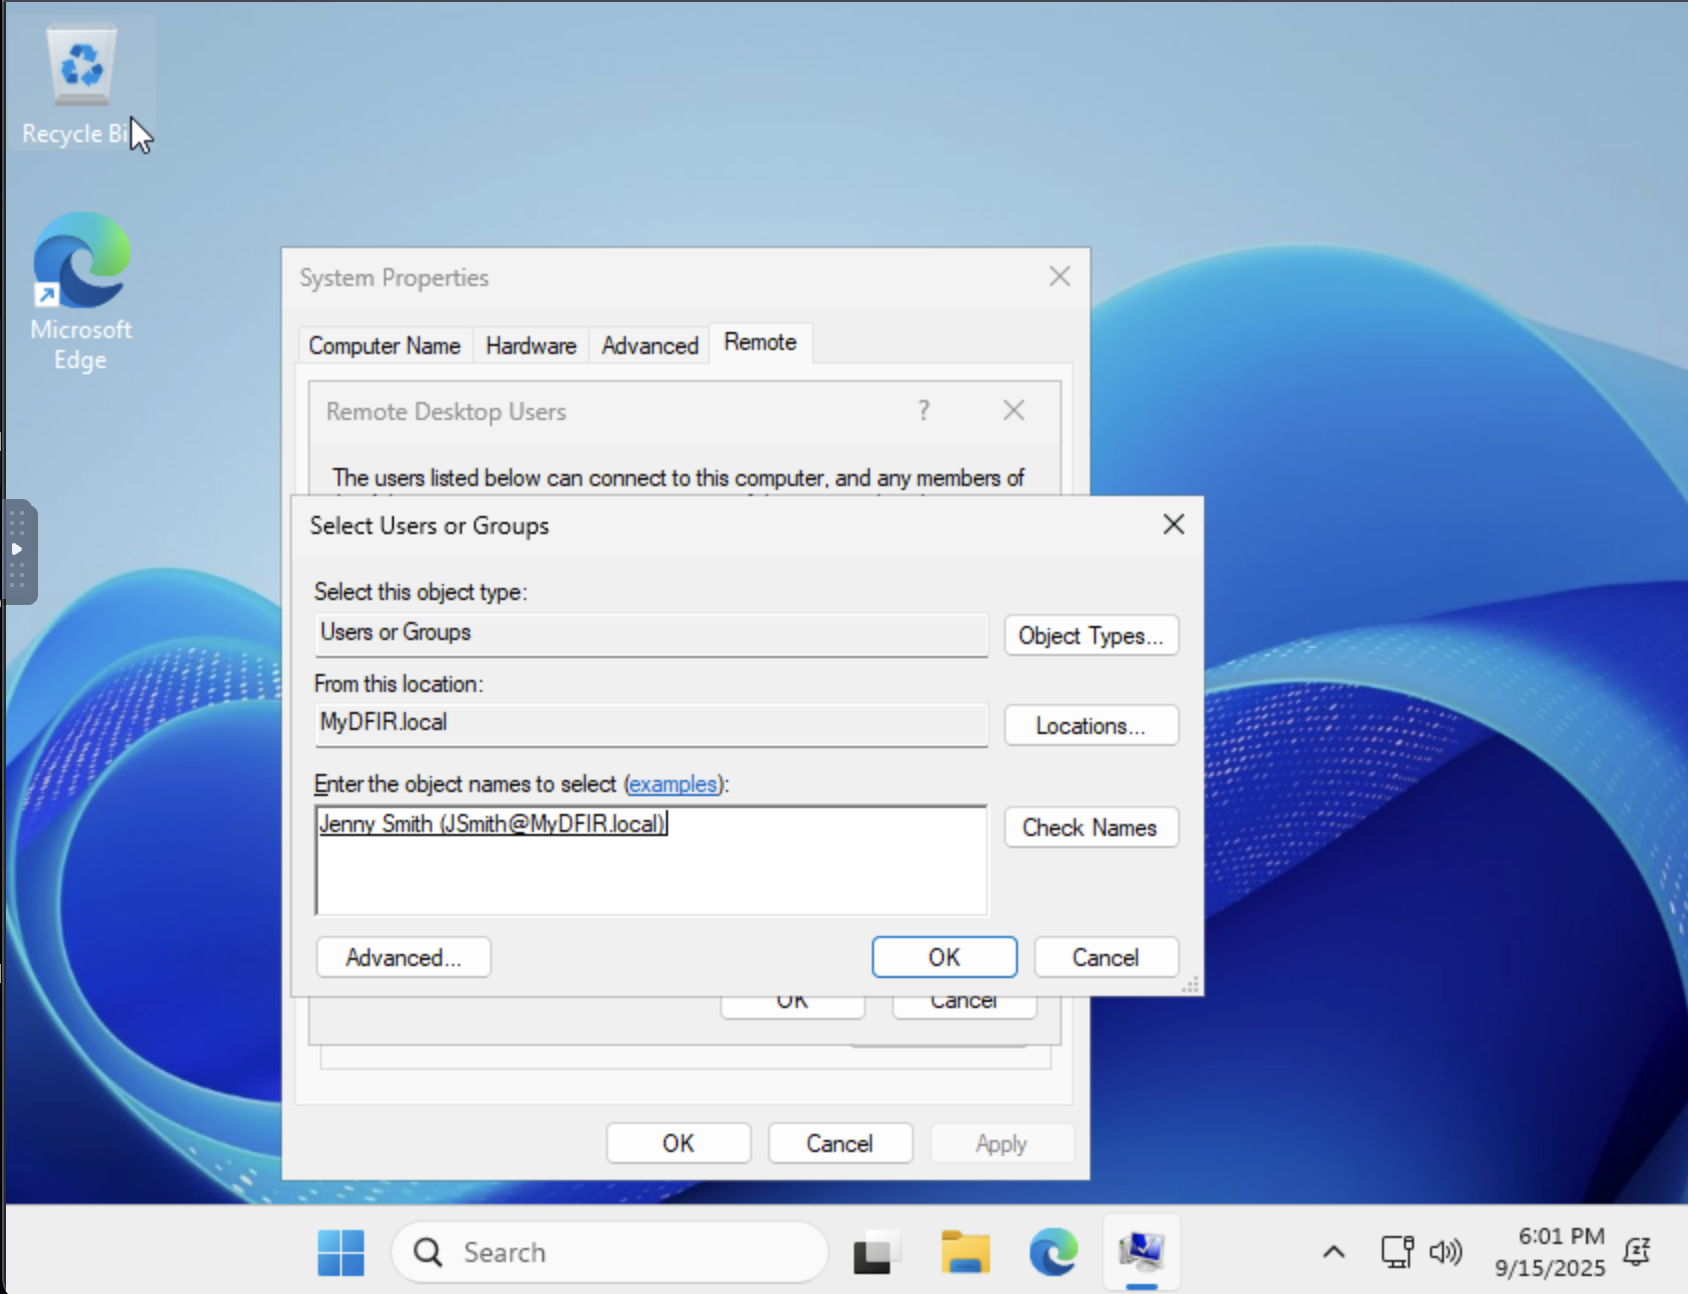 Recycle Bi
Microsoft
Edge
System Properties
Computer Name
Hardware
Advanced
Remote
Remote Desktop Users
?
The users listed below can connect to this computer, and any members of
Select Users or Groups
Select this object type:
Users or Groups
Object Types...
From this location:
MyDFIR.local
Locations...
Enter the object names to select (examples):
Jenny Smith (JSmith@MyDFIR.local)
Check Names
Advanced...
OK
Cancel
OK
Cancel
OK
Cancel
Apply
Search
6:01 PM
9/15/2025